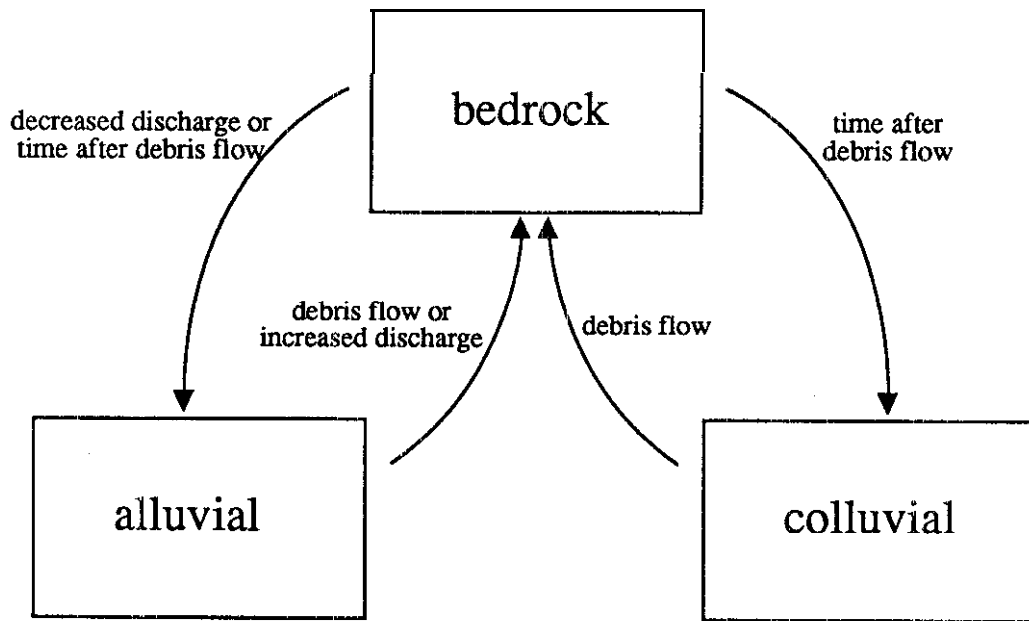 bedrock
decreased discharge or
time after debris flow
time after
debris flow
debris flow or
increased discharge
debris flow
alluvial
colluvial